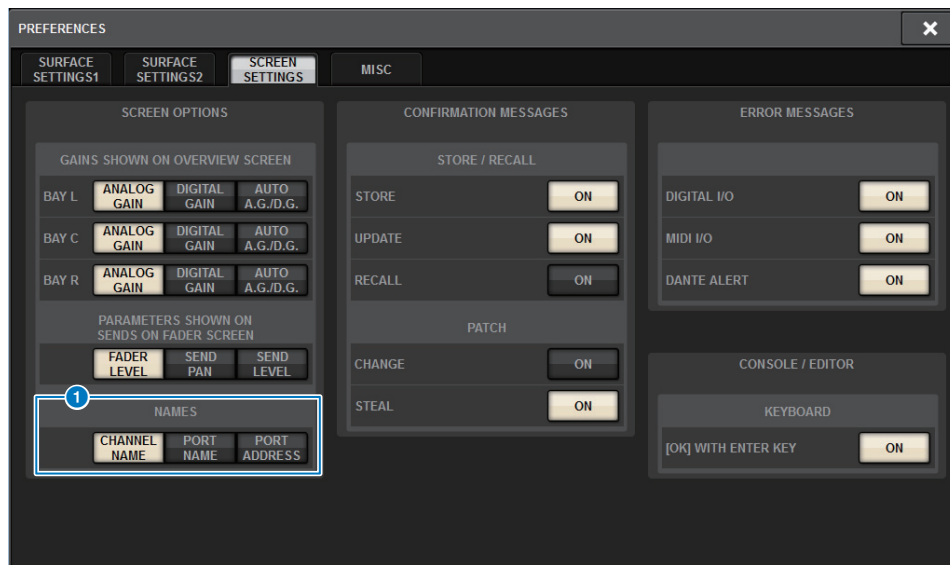 PREFERENCES
SURFACE SETTINGS1
SURFACE SETTINGS2
SCREEN SETTINGS
MISC
SCREEN OPTIONS
GAINS SHOWN ON OVERVIEW SCREEN
BAY L ANALOG GAIN DIGITAL GAIN AUTO A.G./D.G.
BAY C ANALOG GAIN DIGITAL GAIN AUTO A.G./D.G.
BAY R ANALOG GAIN DIGITAL GAIN AUTO A.G./D.G.
PARAMETERS SHOWN ON
SENDS ON FADER SCREEN
FADER LEVEL SEND PAN SEND LEVEL
1
NAMES
CHANNEL NAME PORT NAME PORT ADDRESS
CONFIRMATION MESSAGES
STORE / RECALL
STORE ON
UPDATE ON
RECALL ON
PATCH
CHANGE ON
STEAL ON
ERROR MESSAGES
DIGITAL I/O ON
MIDI I/O ON
DANTE ALERT ON
CONSOLE / EDITOR
KEYBOARD
[OK] WITH ENTER KEY ON